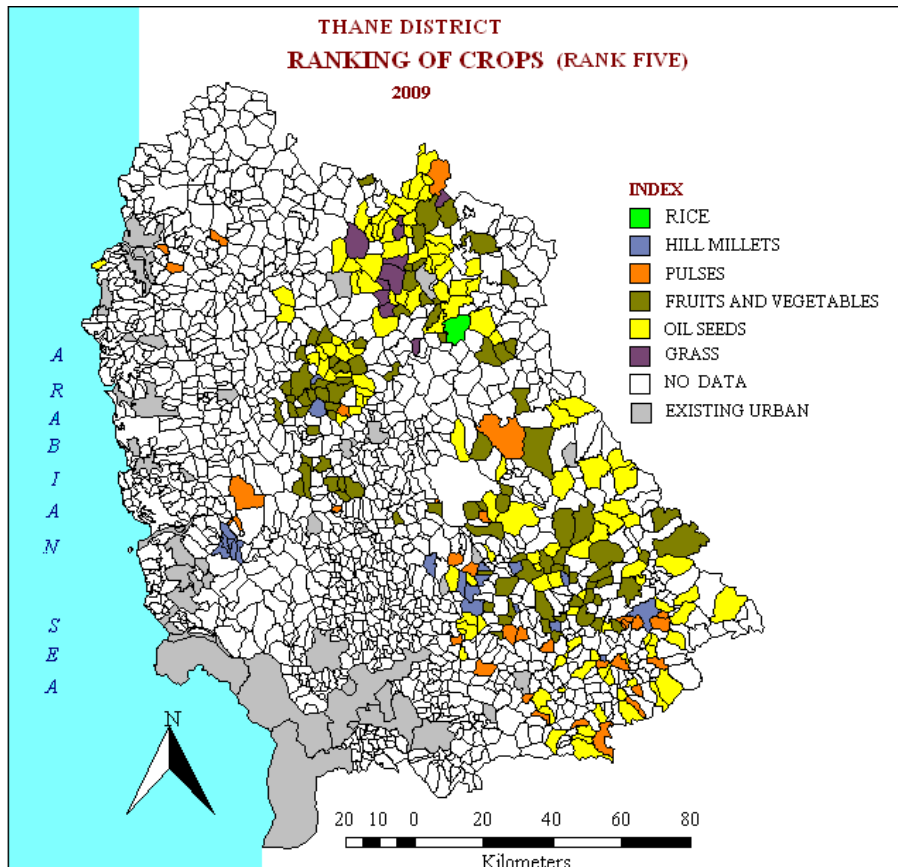 THANE DISTRICT
RANKING OF CROPS (RANK FIVE)
2009
INDEX
RICE
HILL MILLETS
PULSES
FRUITS AND VEGETABLES
OIL SEEDS
GRASS
NO DATA
EXISTING URBAN
A
R
A
B
I
A
N
S
E
A
N
20 10 0 20 40 60 80
Kilometers